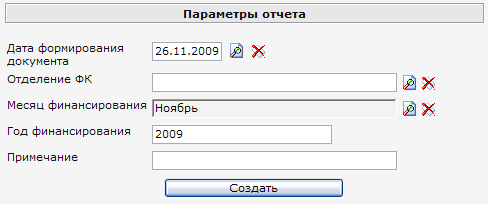 Параметры отчета
Дата формирования документа 26.11.2009
Отделение ФК
Месяц финансирования Ноябрь
Год финансирования 2009
Примечание
Создать